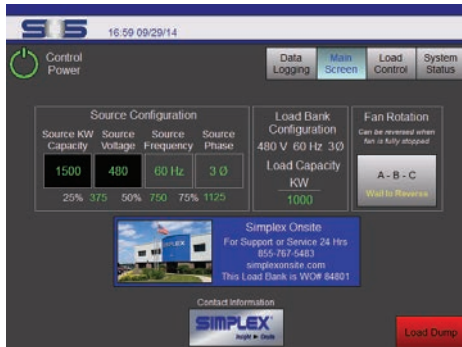 SIS 16:59 09/29/14
Control
Power
Data
Logging
Main
Screen
Load
Control
System
Status
Source Configuration
Source KW
Capacity
Source
Voltage
Source
Frequency
Source
Phase
1500 480 60 Hz 3 Ø
25% 375 50% 750 75% 1125
Load Bank
Configuration
480 V 60 Hz 3Ø
Load Capacity
KW
1000
Fan Rotation
Can be reversed when
fan is fully stopped
A - B - C
Wait to Reverse
SIMPLEX
Simplex Onsite
For Support or Service 24 Hrs
855-767-5483
simplexonsite.com
This Load Bank is WO# 84801
Contact Information
SIMPLEX
Insight ► Onsite
Load Dump